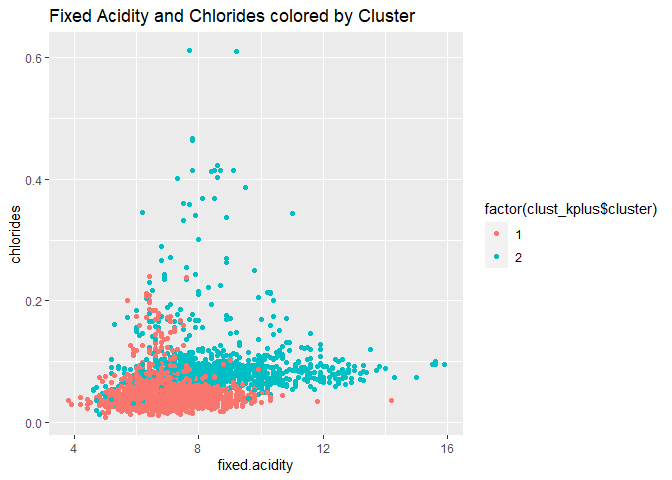 Fixed Acidity and Chlorides colored by Cluster
0.6
0.4
0.2
0.0
chlorides
4
8
12
16
fixed.acidity
factor(clust_kplus$cluster)
1
2